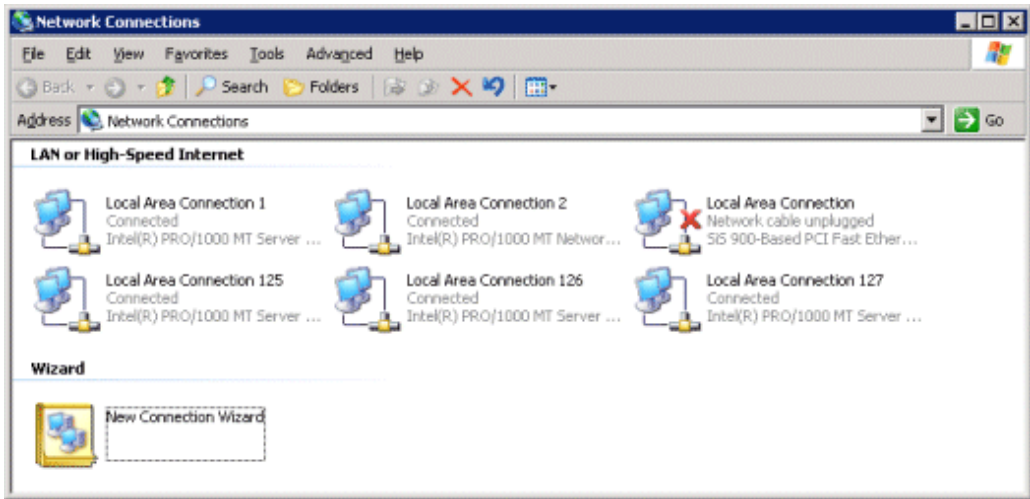 Network Connections
File Edit View Favorites Tools Advanced Help
Back Search Folders
Address Network Connections Go
LAN or High-Speed Internet
Local Area Connection 1
Connected
Intel(R) PRO/1000 MT Server ...
Local Area Connection 2
Connected
Intel(R) PRO/1000 MT Networ...
Local Area Connection
Network cable unplugged
SiS 900-Based PCI Fast Ether...
Local Area Connection 125
Connected
Intel(R) PRO/1000 MT Server ...
Local Area Connection 126
Connected
Intel(R) PRO/1000 MT Server ...
Local Area Connection 127
Connected
Intel(R) PRO/1000 MT Server ...
Wizard
New Connection Wizard